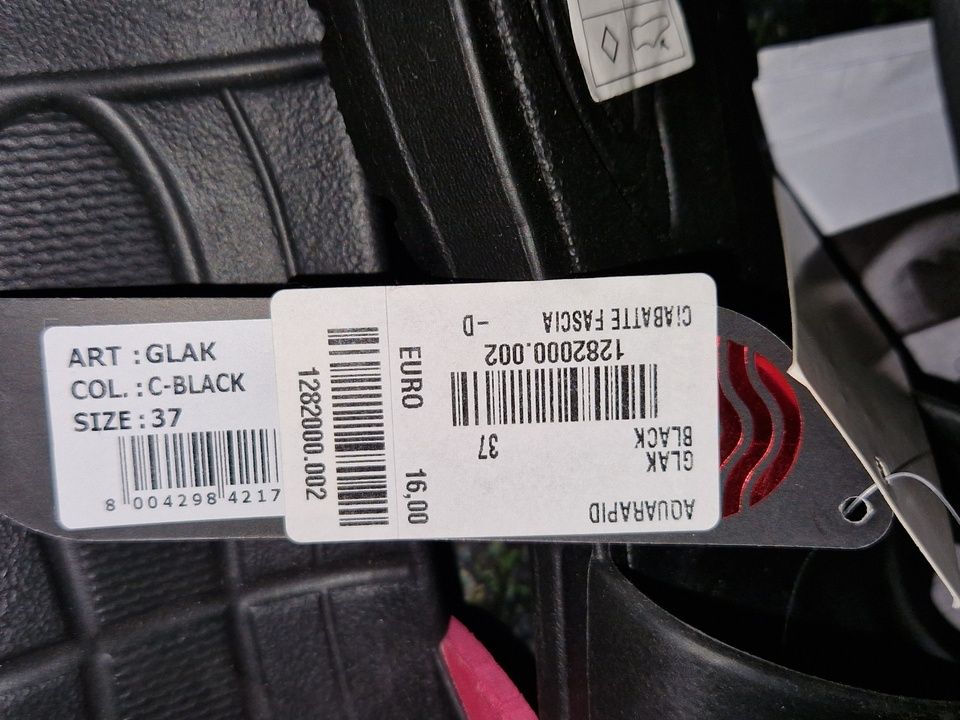 ART : GLAK
COL. : C-BLACK
SIZE : 37
8 004298 4217
AQUARAPID
GLAK
BLACK
37
1282000.002
CIABATTE FASCIA -D
EURO 16,00
1282000.002